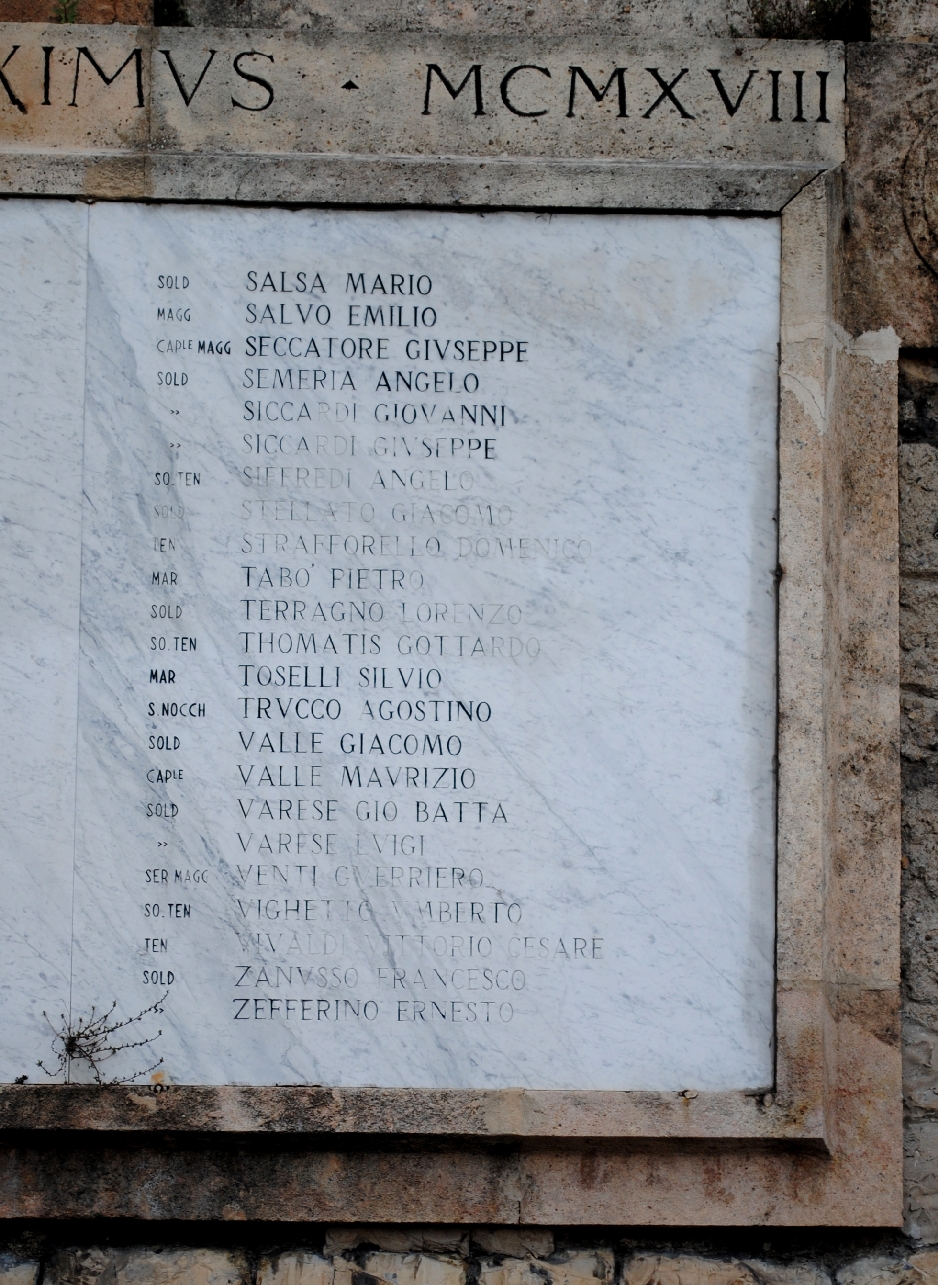 XIMVS · MCMXVIII
SOLD SALSA MARIO
MAGG SALVO EMILIO
CAPLE MAGG SECCATORE GIVSEPPE
SOLD SEMERIA ANGELO
» SICCARDI GIOVANNI
» SICCARDI GIVSEPPE
SO.TEN SIFFREDI ANGELO
SOLD STELLATO GIACOMO
TEN STRAFFORELLO DOMENICO
MAR TABO' PIETRO
SOLD TERRAGNO LORENZO
SO.TEN THOMATIS GOTTARDO
MAR TOSELLI SILVIO
S.NOCCH TRVCCO AGOSTINO
SOLD VALLE GIACOMO
CAPLE VALLE MAVRIZIO
SOLD VARESE GIO BATTA
» VARESE LVIGI
SER MAGG VENTI GVERRIERO
SO.TEN VIGHETTO VMBERTO
TEN VIVALDI VITTORIO CESARE
SOLD ZANVSSO FRANCESCO
» ZEFFERINO ERNESTO